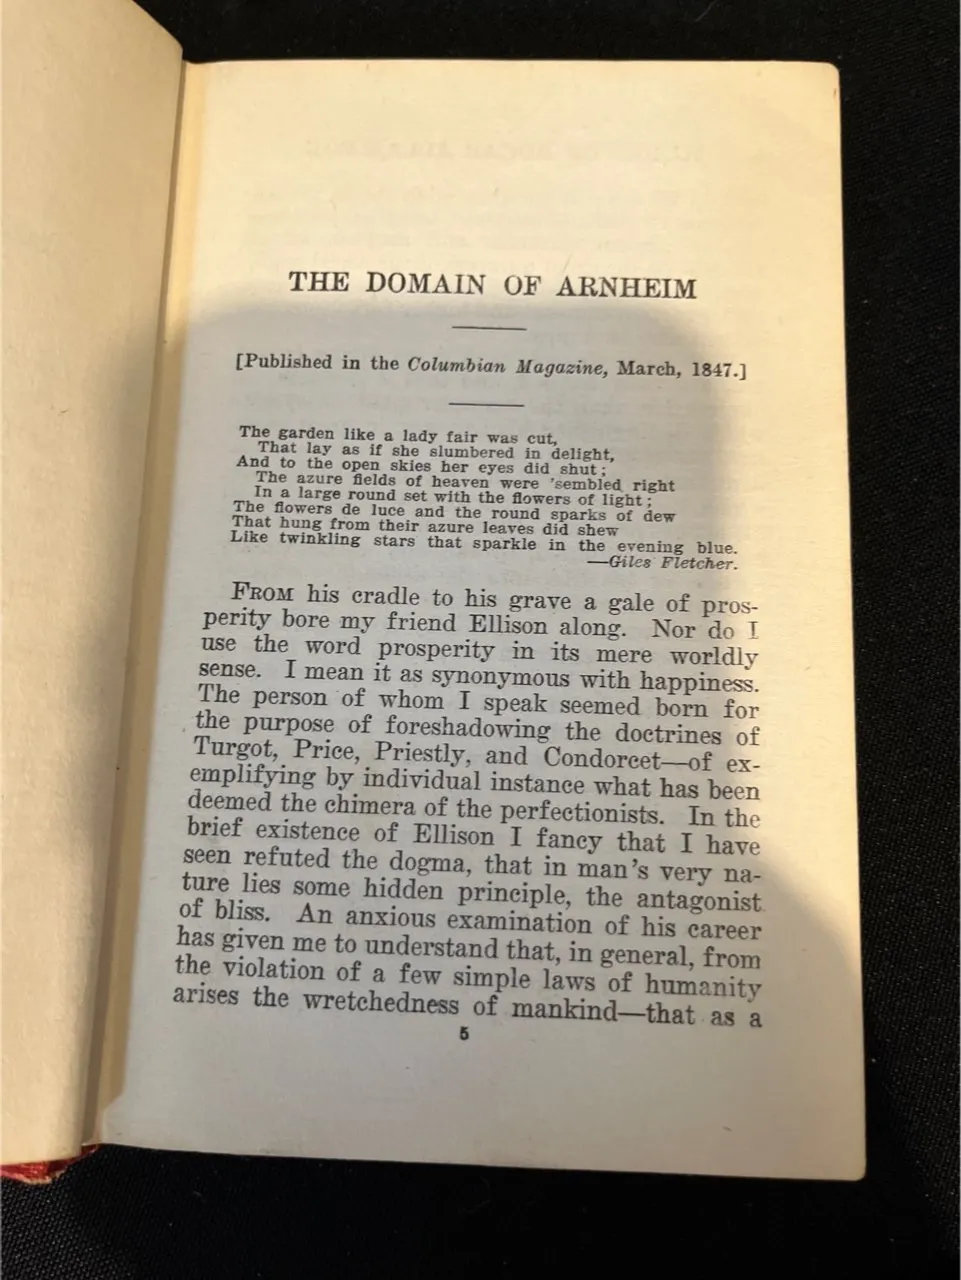 THE DOMAIN OF ARNHEIM
[Published in the Columbian Magazine, March, 1847.]
The garden like a lady fair was cut,
That lay as if she slumbered in delight,
And to the open skies her eyes did shut;
The azure fields of heaven were 'sembled right
In a large round set with the flowers of light;
The flowers de luce and the round sparks of dew
That hung from their azure leaves did shew
Like twinkling stars that sparkle in the evening blue.
—Giles Fletcher.
FROM his cradle to his grave a gale of pros-
perity bore my friend Ellison along. Nor do I
use the word prosperity in its mere worldly
sense. I mean it as synonymous with happiness.
The person of whom I speak seemed born for
the purpose of foreshadowing the doctrines of
Turgot, Price, Priestly, and Condorcet—of ex-
emplifying by individual instance what has been
deemed the chimera of the perfectionists. In the
brief existence of Ellison I fancy that I have
seen refuted the dogma, that in man's very na-
ture lies some hidden principle, the antagonist
of bliss. An anxious examination of his career
has given me to understand that, in general, from
the violation of a few simple laws of humanity
arises the wretchedness of mankind—that as a
5